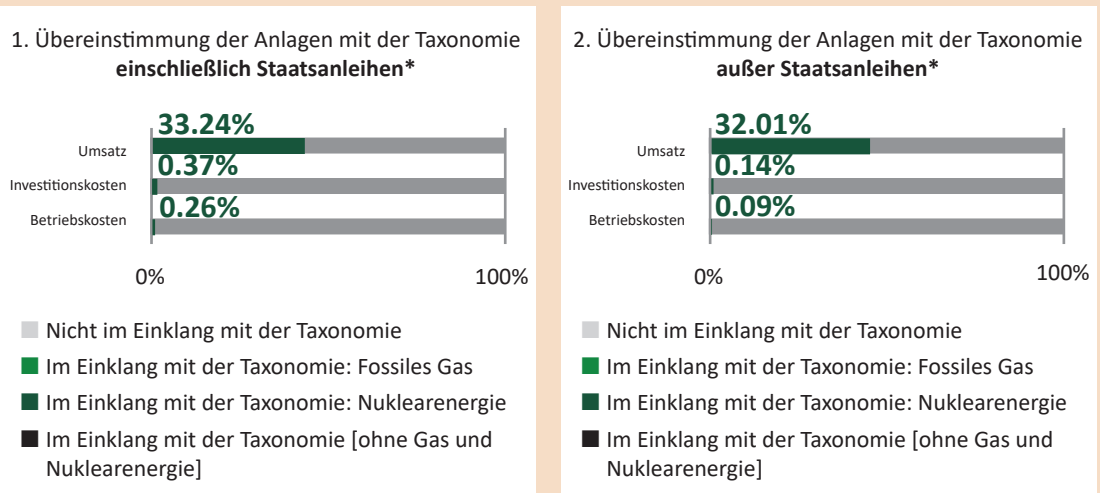 1. Übereinstimmung der Anlagen mit der Taxonomie
einschließlich Staatsanleihen*
33.24%
Umsatz
0.37%
Investitionskosten
0.26%
Betriebskosten
0%
100%
Nicht im Einklang mit der Taxonomie
Im Einklang mit der Taxonomie: Fossiles Gas
Im Einklang mit der Taxonomie: Nuklearenergie
Im Einklang mit der Taxonomie [ohne Gas und
Nuklearenergie]
2. Übereinstimmung der Anlagen mit der Taxonomie
außer Staatsanleihen*
32.01%
Umsatz
0.14%
Investitionskosten
0.09%
Betriebskosten
0%
100%
Nicht im Einklang mit der Taxonomie
Im Einklang mit der Taxonomie: Fossiles Gas
Im Einklang mit der Taxonomie: Nuklearenergie
Im Einklang mit der Taxonomie [ohne Gas und
Nuklearenergie]